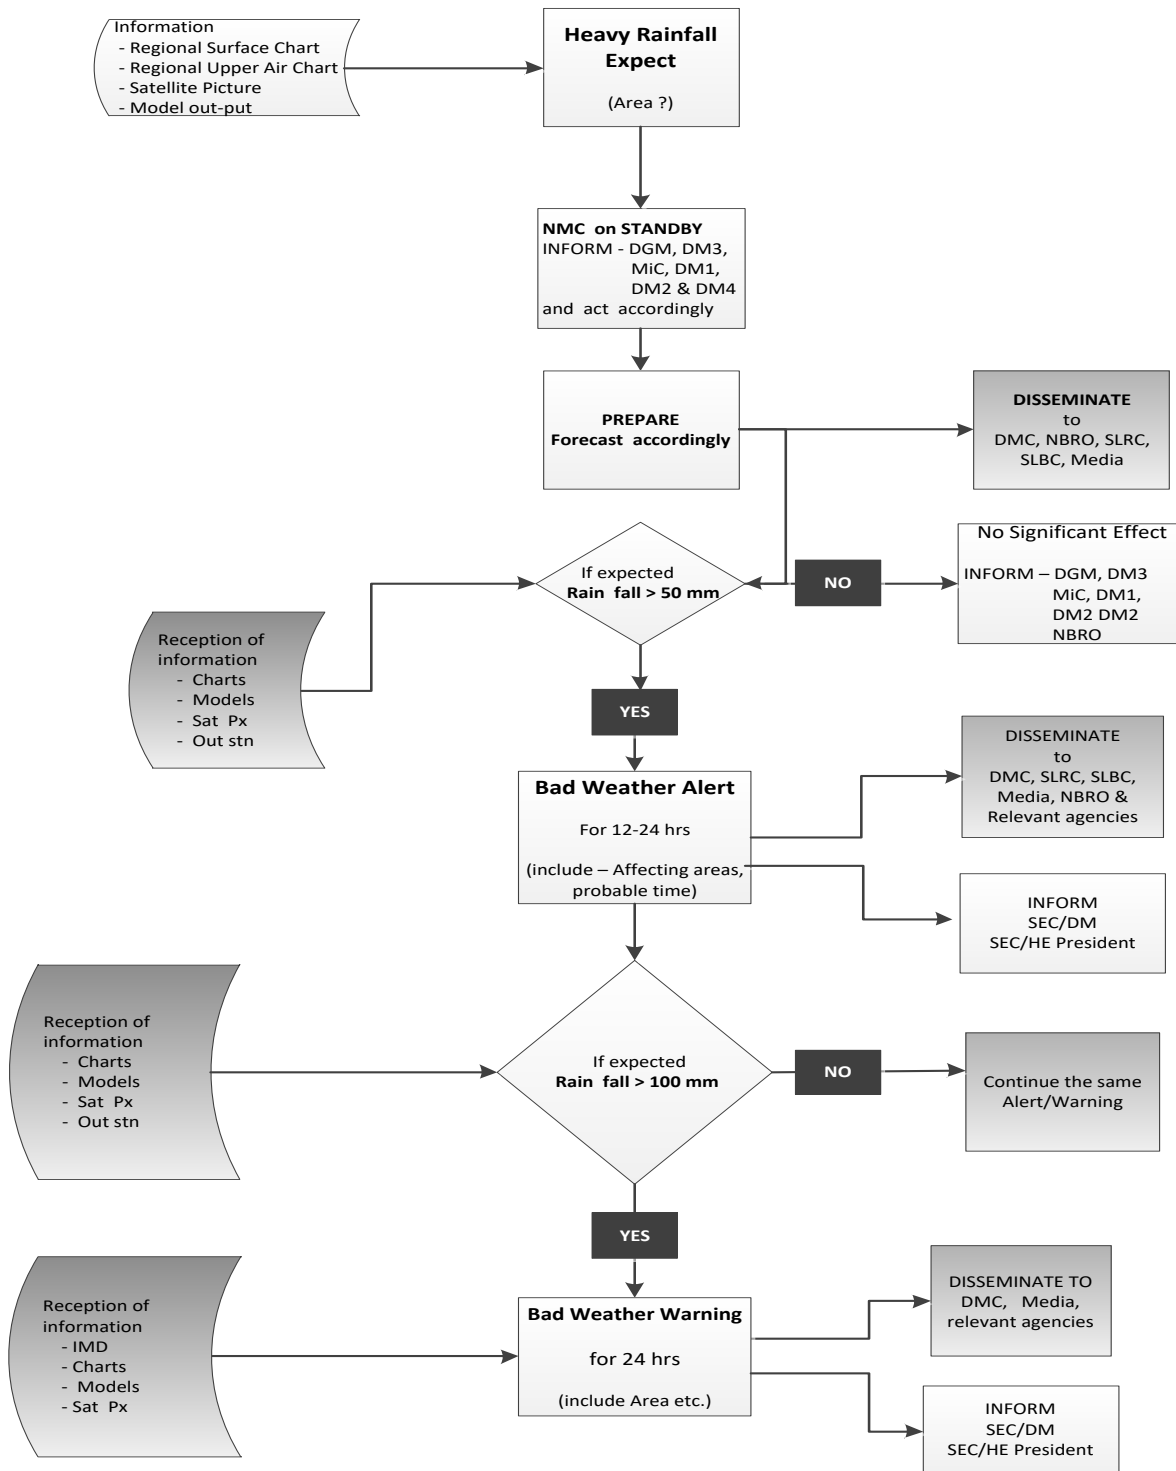 Information
- Regional Surface Chart
- Regional Upper Air Chart
- Satellite Picture
- Model out-put
Heavy Rainfall
Expect
(Area ?)
NMC on STANDBY
INFORM - DGM, DM3,
MiC, DM1,
DM2 & DM4
and act accordingly
PREPARE
Forecast accordingly
DISSEMINATE
to
DMC, NBRO, SLRC,
SLBC, Media
If expected
Rain fall > 50 mm
NO
No Significant Effect
INFORM – DGM, DM3
MiC, DM1,
DM2 DM2
NBRO
Reception of
information
- Charts
- Models
- Sat Px
- Out stn
YES
Bad Weather Alert
For 12-24 hrs
(include – Affecting areas,
probable time)
DISSEMINATE
to
DMC, SLRC, SLBC,
Media, NBRO &
Relevant agencies
INFORM
SEC/DM
SEC/HE President
Reception of
information
- Charts
- Models
- Sat Px
- Out stn
If expected
Rain fall > 100 mm
NO
Continue the same
Alert/Warning
YES
Reception of
information
- IMD
- Charts
- Models
- Sat Px
Bad Weather Warning
for 24 hrs
(include Area etc.)
DISSEMINATE TO
DMC, Media,
relevant agencies
INFORM
SEC/DM
SEC/HE President